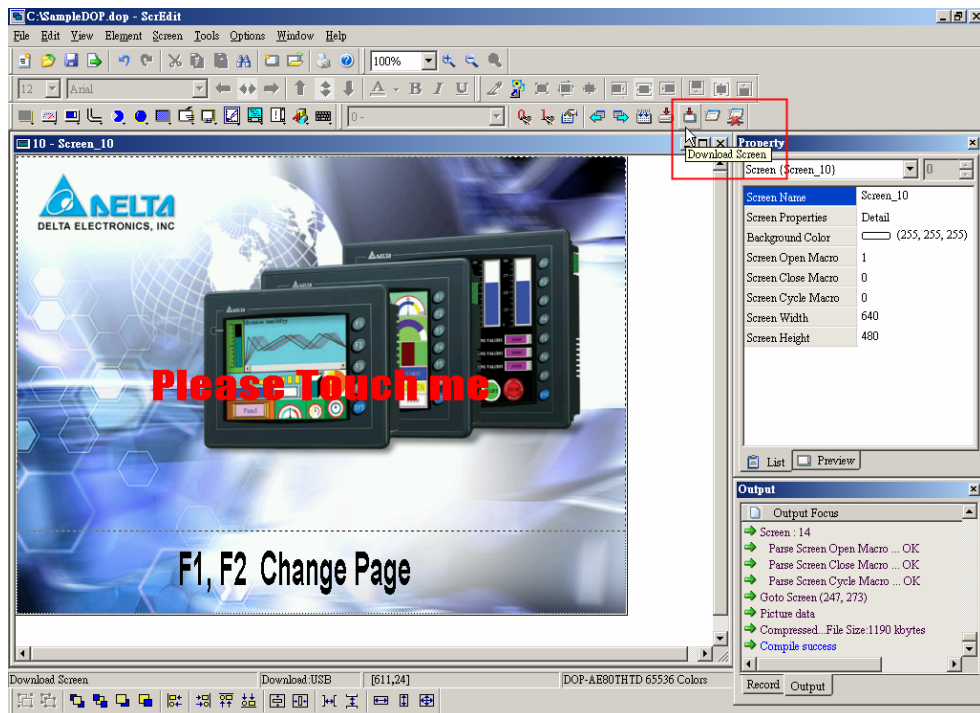 C:\SampleDOP.dop - ScrEdit
File Edit View Element Screen Tools Options Window Help
100%
12 Arial
A B I U
0 -
10 - Screen_10
Download Screen
DELTA
DELTA ELECTRONICS, INC
Please Touch me
F1, F2 Change Page
Property
Screen {Screen_10} 0
Screen Name Screen_10
Screen Properties Detail
Background Color (255, 255, 255)
Screen Open Macro 1
Screen Close Macro 0
Screen Cycle Macro 0
Screen Width 640
Screen Height 480
List Preview
Output
Output Focus
Screen : 14
Parse Screen Open Macro ... OK
Parse Screen Close Macro ... OK
Parse Screen Cycle Macro ... OK
Goto Screen (247, 273)
Picture data
Compressed...File Size:1190 kbytes
Compile success
Record Output
Download Screen Download:USB [611,24] DOP-AE80THTD 65536 Colors